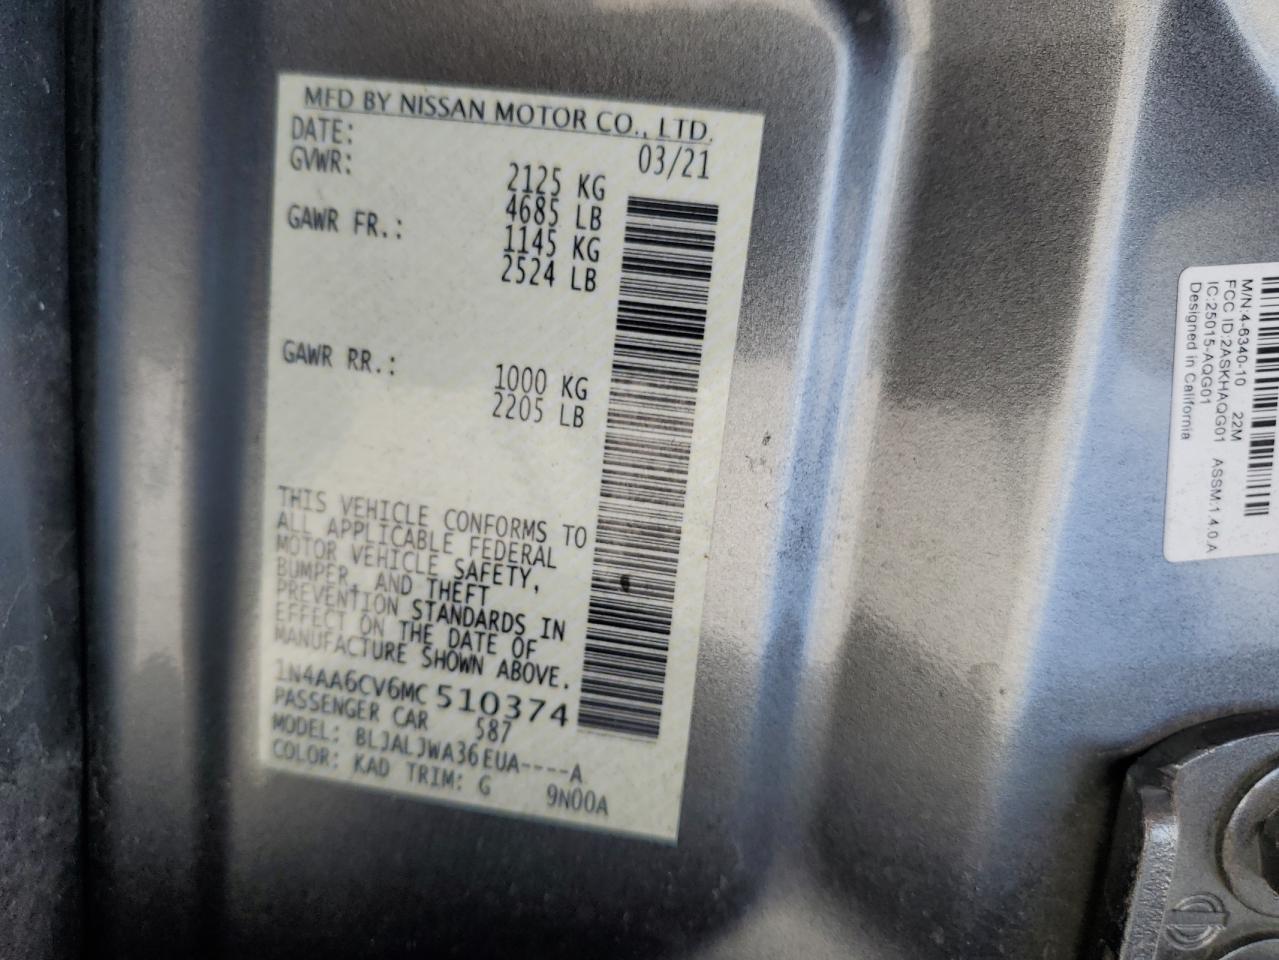 MFD BY NISSAN MOTOR CO., LTD.
DATE: 03/21
GVWR: 2125 KG
4685 LB
GAWR FR.: 1145 KG
2524 LB
GAWR RR.: 1000 KG
2205 LB
THIS VEHICLE CONFORMS TO
ALL APPLICABLE FEDERAL
MOTOR VEHICLE SAFETY,
BUMPER, AND THEFT
PREVENTION STANDARDS IN
EFFECT ON THE DATE OF
MANUFACTURE SHOWN ABOVE.
1N4AA6CV6MC510374
PASSENGER CAR 587
MODEL: BLJALJWA36EUA----A
COLOR: KAD TRIM: G 9N00A
M/N:4-6340-10 22M
FCC ID:2ASKHAQG01 ASSM.1.4.0.A
IC:25015-AQG01
Designed in California